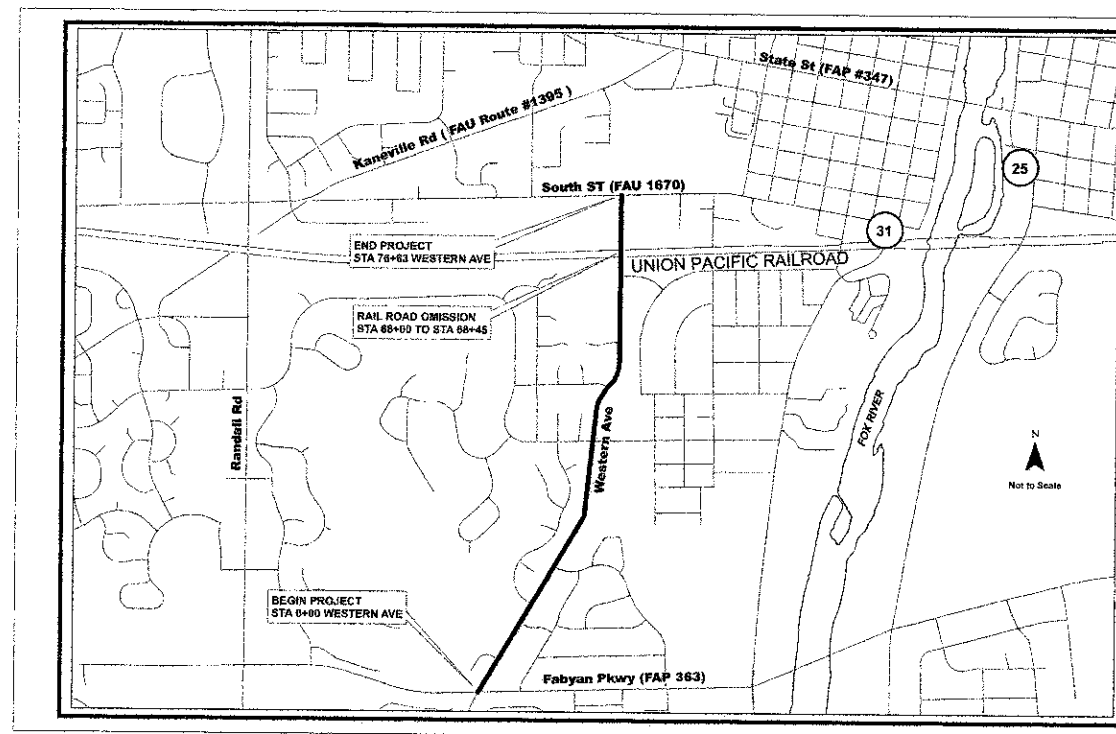 State St (FAP #347)
Kaneville Rd ( FAU Route #1395 )
25
South ST (FAU 1670)
31
END PROJECT
STA 76+63 WESTERN AVE
UNION PACIFIC RAILROAD
RAIL ROAD OMISSION
STA 68+00 TO STA 68+45
Randall Rd
Western Ave
FOX RIVER
N
Not to Scale
BEGIN PROJECT
STA 0+00 WESTERN AVE
Fabyan Pkwy (FAP 363)